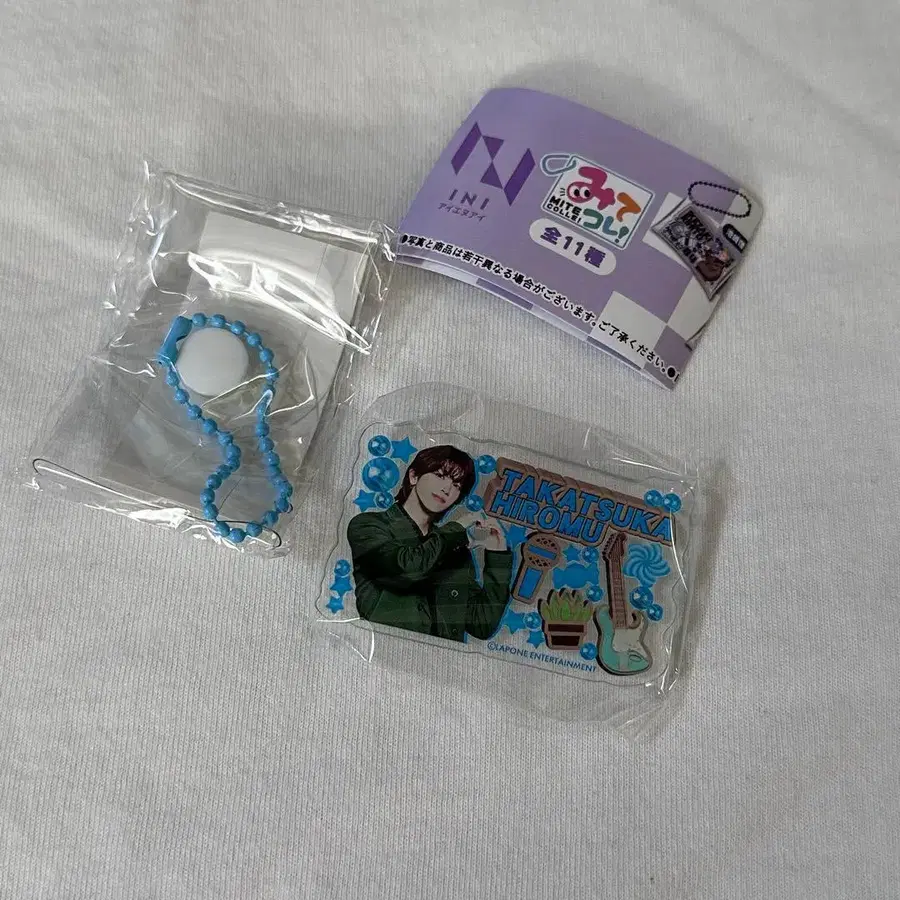 INI
アイエヌアイ
みて
コレ!
MITE
COLLE!
全11種
●写真と商品は若干異なる場合がございます。ご了承ください。●
TAKATSUKA
HIROMU
©LAPONE ENTERTAINMENT